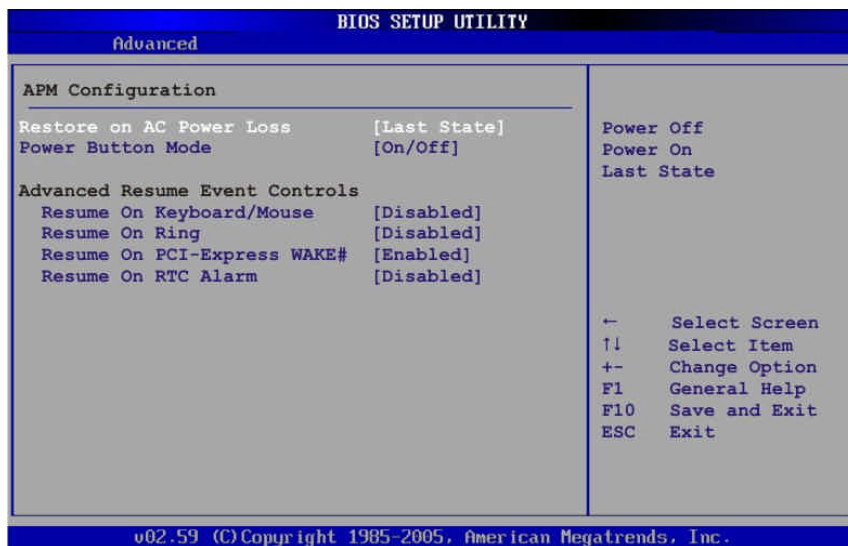 BIOS SETUP UTILITY
Advanced
APM Configuration
Restore on AC Power Loss [Last State]
Power Button Mode [On/Off]
Advanced Resume Event Controls
Resume On Keyboard/Mouse [Disabled]
Resume On Ring [Disabled]
Resume On PCI-Express WAKE# [Enabled]
Resume On RTC Alarm [Disabled]
Power Off
Power On
Last State
← Select Screen
↑↓ Select Item
+- Change Option
F1 General Help
F10 Save and Exit
ESC Exit
v02.59 (C)Copyright 1985-2005, American Megatrends, Inc.